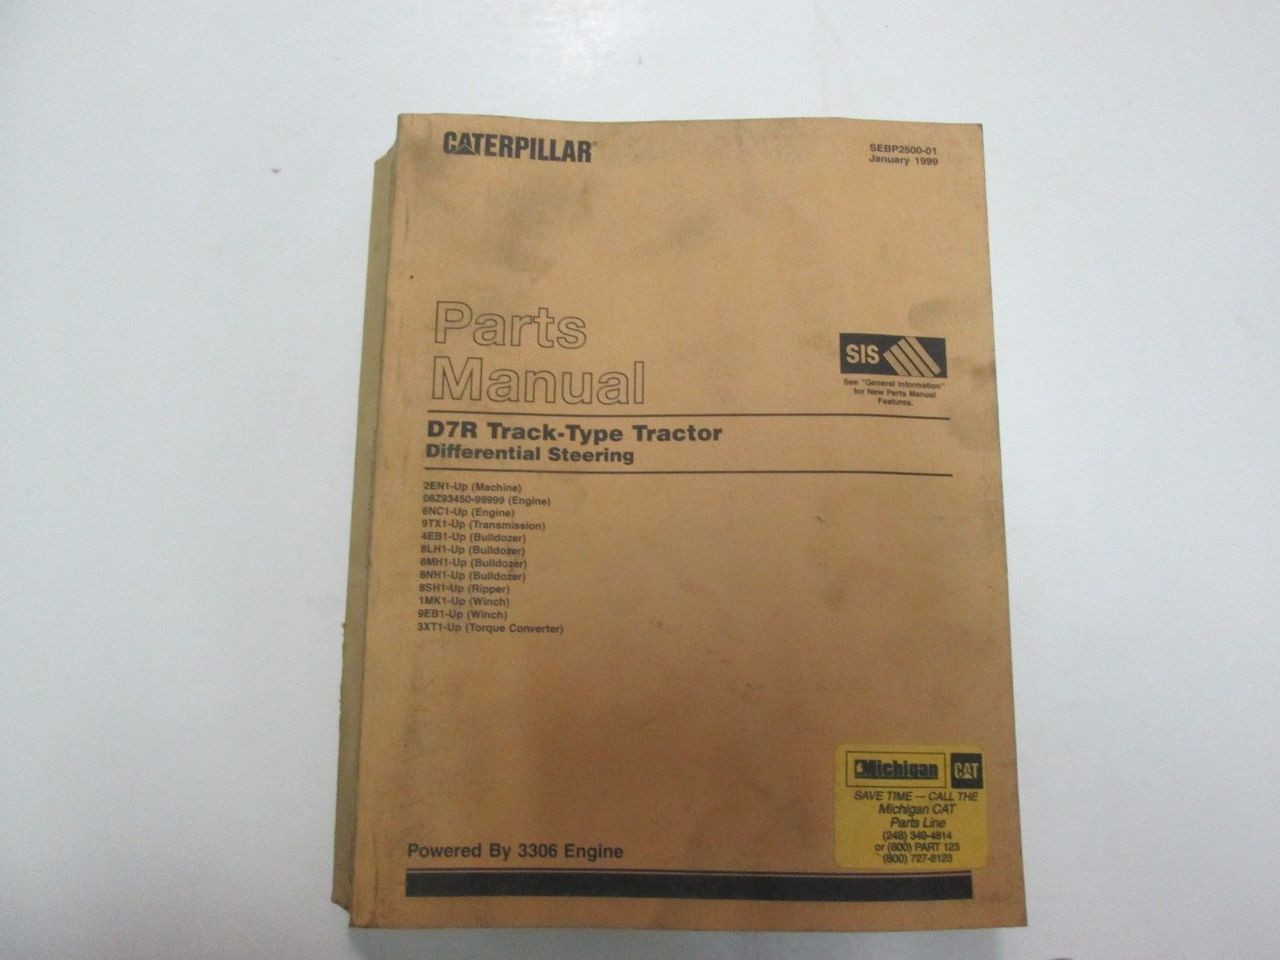 CATERPILLAR®
SEBP2500-01
January 1999
Parts
Manual
SIS
See "General Information"
for New Parts Manual
Features.
D7R Track-Type Tractor
Differential Steering
2EN1-Up (Machine)
08Z93450-99999 (Engine)
6NC1-Up (Engine)
9TX1-Up (Transmission)
4EB1-Up (Bulldozer)
8LH1-Up (Bulldozer)
8MH1-Up (Bulldozer)
8NH1-Up (Bulldozer)
8SH1-Up (Ripper)
1MK1-Up (Winch)
9EB1-Up (Winch)
3XT1-Up (Torque Converter)
Michigan CAT
SAVE TIME — CALL THE
Michigan CAT
Parts Line
(248) 349-4814
or (800) PART 123
(800) 727-8123
Powered By 3306 Engine